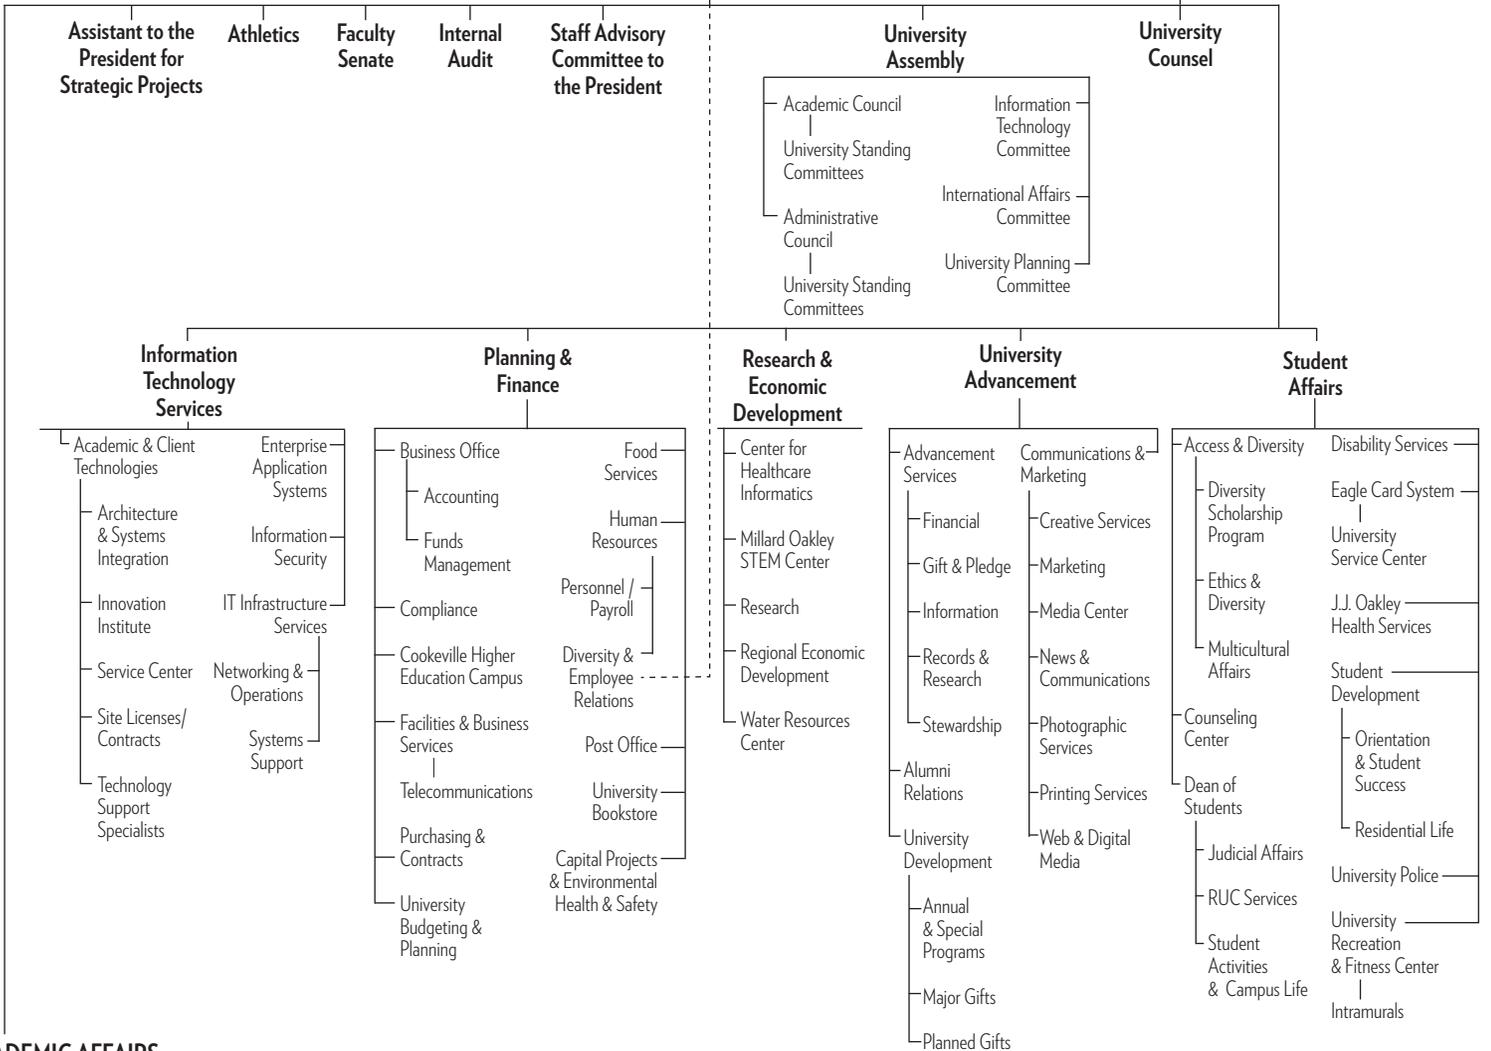 Assistant to the
President for
Strategic Projects
Athletics
Faculty
Senate
Internal
Audit
Staff Advisory
Committee to
the President
University
Assembly
University
Counsel
Academic Council
University Standing
Committees
Administrative
Council
University Standing
Committees
Information
Technology
Committee
International Affairs
Committee
University Planning
Committee
Information
Technology
Services
Academic & Client
Technologies
Architecture
& Systems
Integration
Innovation
Institute
Service Center
Site Licenses/
Contracts
Technology
Support
Specialists
Enterprise
Application
Systems
Information
Security
IT Infrastructure
Services
Networking &
Operations
Systems
Support
Planning &
Finance
Business Office
Accounting
Funds
Management
Compliance
Cookeville Higher
Education Campus
Facilities & Business
Services
Telecommunications
Purchasing &
Contracts
University
Budgeting &
Planning
Food
Services
Human
Resources
Personnel /
Payroll
Diversity &
Employee
Relations
Post Office
University
Bookstore
Capital Projects
& Environmental
Health & Safety
Research &
Economic
Development
Center for
Healthcare
Informatics
Millard Oakley
STEM Center
Research
Regional Economic
Development
Water Resources
Center
University
Advancement
Advancement
Services
Financial
Gift & Pledge
Information
Records &
Research
Stewardship
Alumni
Relations
University
Development
Annual
& Special
Programs
Major Gifts
Planned Gifts
Communications &
Marketing
Creative Services
Marketing
Media Center
News &
Communications
Photographic
Services
Printing Services
Web & Digital
Media
Student
Affairs
Access & Diversity
Diversity
Scholarship
Program
Ethics &
Diversity
Multicultural
Affairs
Counseling
Center
Dean of
Students
Judicial Affairs
RUC Services
Student
Activities
& Campus Life
Disability Services
Eagle Card System
University
Service Center
J.J. Oakley
Health Services
Student
Development
Orientation
& Student
Success
Residential Life
University Police
University
Recreation
& Fitness Center
Intramurals
AFFAIRS